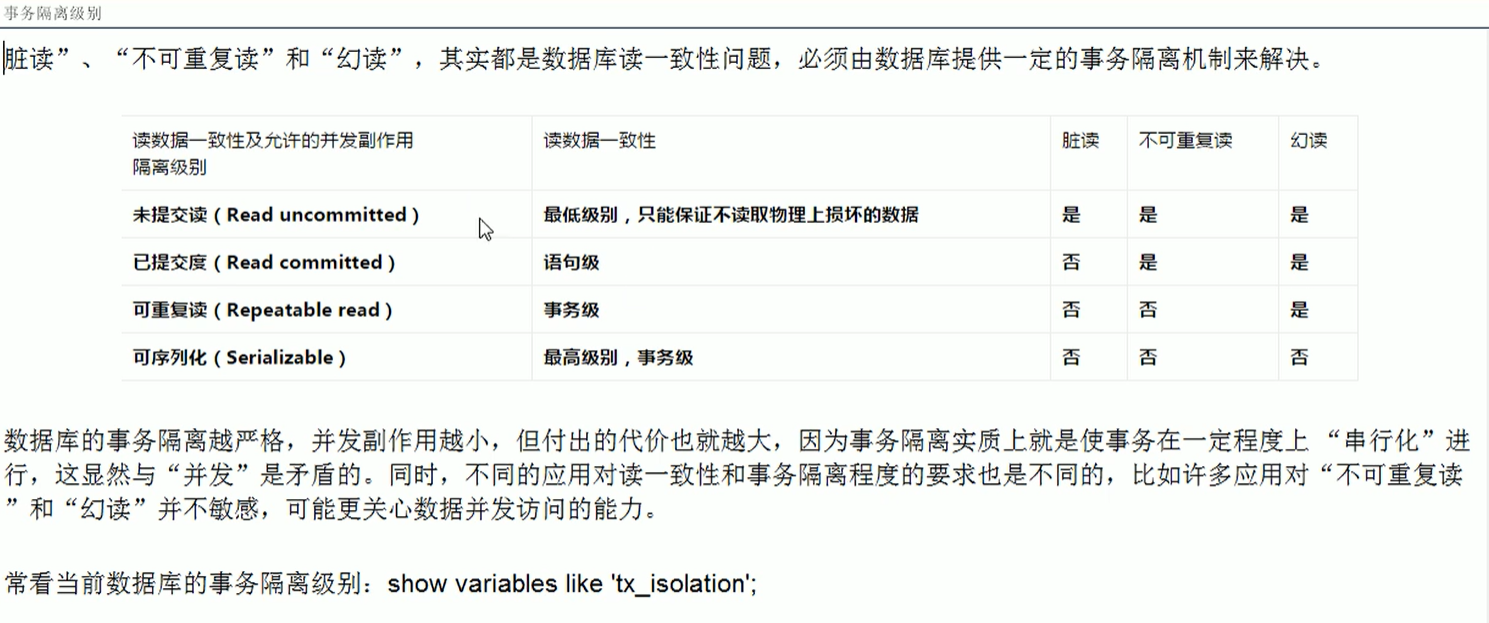 事务隔离级别
脏读”、“不可重复读”和“幻读”，其实都是数据库读一致性问题，必须由数据库提供一定的事务隔离机制来解决。
读数据一致性及允许的并发副作用 读数据一致性 脏读 不可重复读 幻读
隔离级别
未提交读（Read uncommitted） 最低级别，只能保证不读取物理上损坏的数据 是 是 是
已提交度（Read committed） 语句级 否 是 是
可重复读（Repeatable read） 事务级 否 否 是
可序列化（Serializable） 最高级别，事务级 否 否 否
数据库的事务隔离越严格，并发副作用越小，但付出的代价也就越大，因为事务隔离实质上就是使事务在一定程度上 “串行化”进
行，这显然与“并发”是矛盾的。同时，不同的应用对读一致性和事务隔离程度的要求也是不同的，比如许多应用对“不可重复读
”和“幻读”并不敏感，可能更关心数据并发访问的能力。
常看当前数据库的事务隔离级别：show variables like 'tx_isolation';